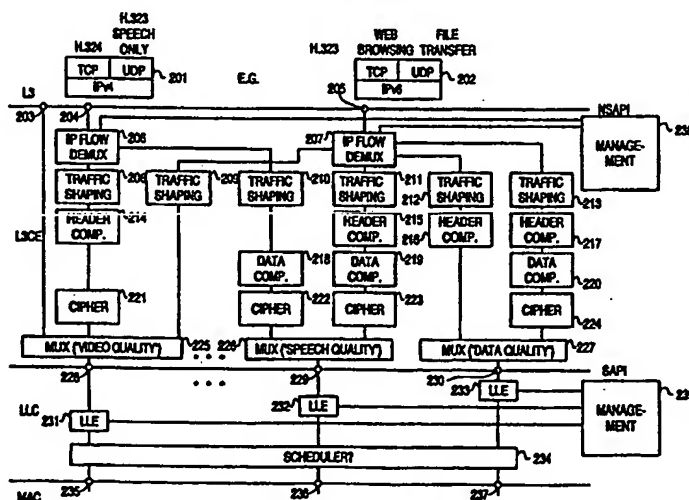 H.324
H.323 SPEECH ONLY
H.323
WEB BROWSING
FILE TRANSFER
TCP UDP 201
IPv4
E.G.
TCP UDP 202
IPv6
L3
203 204 205 NSAPI
IP FLOW DEMUX 206
207 IP FLOW DEMUX
MANAGE-MENT
TRAFFIC SHAPING 208
TRAFFIC SHAPING 209
TRAFFIC SHAPING 210
TRAFFIC SHAPING 211
212 TRAFFIC SHAPING
TRAFFIC SHAPING 213
L3CE
HEADER COMP. 214
HEADER COMP. 215
216 HEADER COMP.
HEADER COMP. 217
DATA COMP. 218
DATA COMP. 219
DATA COMP. 220
CIPHER 221
CIPHER 222
CIPHER 223
CIPHER 224
MUX ("VIDEO QUALITY") 225
226 MUX ("SPEECH QUALITY")
MUX ("DATA QUALITY") 227
228 229 230 SAPI
LLC
231 LLE
232 LLE
233 LLE
MANAGE-MENT
SCHEDULER? 234
235 236 237
MAC